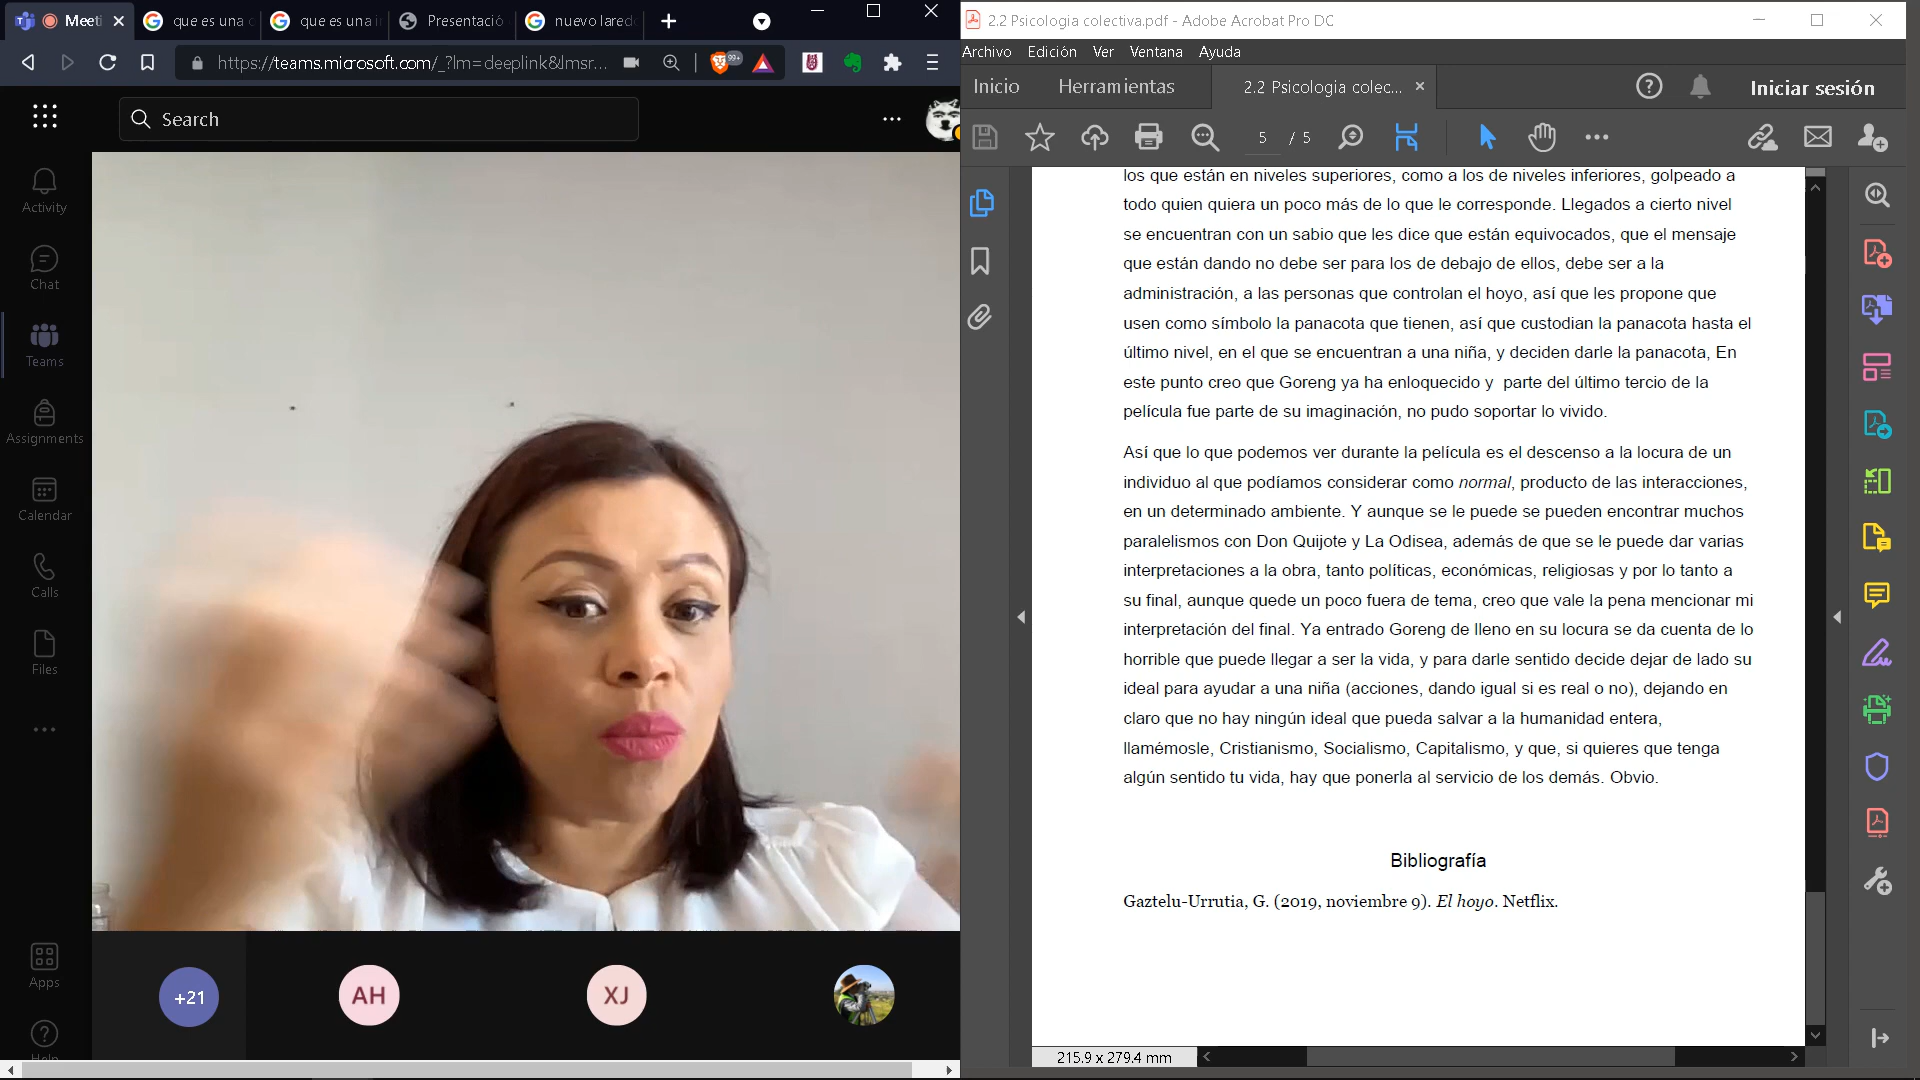 Meeti
que es una c
que es una in
Presentació
nuevo laredo
https://teams.microsoft.com/_?lm=deeplink&lmsr...
99+
Search
Activity
Chat
Teams
Assignments
Calendar
Calls
Files
Apps
Help
+21
AH
XJ
2.2 Psicologia colectiva.pdf - Adobe Acrobat Pro DC
Archivo Edición Ver Ventana Ayuda
Inicio Herramientas 2.2 Psicologia colec... Iniciar sesión
5 / 5
los que están en niveles superiores, como a los de niveles inferiores, golpeado a
todo quien quiera un poco más de lo que le corresponde. Llegados a cierto nivel
se encuentran con un sabio que les dice que están equivocados, que el mensaje
que están dando no debe ser para los de debajo de ellos, debe ser a la
administración, a las personas que controlan el hoyo, así que les propone que
usen como símbolo la panacota que tienen, así que custodian la panacota hasta el
último nivel, en el que se encuentran a una niña, y deciden darle la panacota, En
este punto creo que Goreng ya ha enloquecido y parte del último tercio de la
película fue parte de su imaginación, no pudo soportar lo vivido.
Así que lo que podemos ver durante la película es el descenso a la locura de un
individuo al que podíamos considerar como normal, producto de las interacciones,
en un determinado ambiente. Y aunque se le puede se pueden encontrar muchos
paralelismos con Don Quijote y La Odisea, además de que se le puede dar varias
interpretaciones a la obra, tanto políticas, económicas, religiosas y por lo tanto a
su final, aunque quede un poco fuera de tema, creo que vale la pena mencionar mi
interpretación del final. Ya entrado Goreng de lleno en su locura se da cuenta de lo
horrible que puede llegar a ser la vida, y para darle sentido decide dejar de lado su
ideal para ayudar a una niña (acciones, dando igual si es real o no), dejando en
claro que no hay ningún ideal que pueda salvar a la humanidad entera,
llamémosle, Cristianismo, Socialismo, Capitalismo, y que, si quieres que tenga
algún sentido tu vida, hay que ponerla al servicio de los demás. Obvio.
Bibliografía
Gaztelu-Urrutia, G. (2019, noviembre 9). El hoyo. Netflix.
215.9 x 279.4 mm